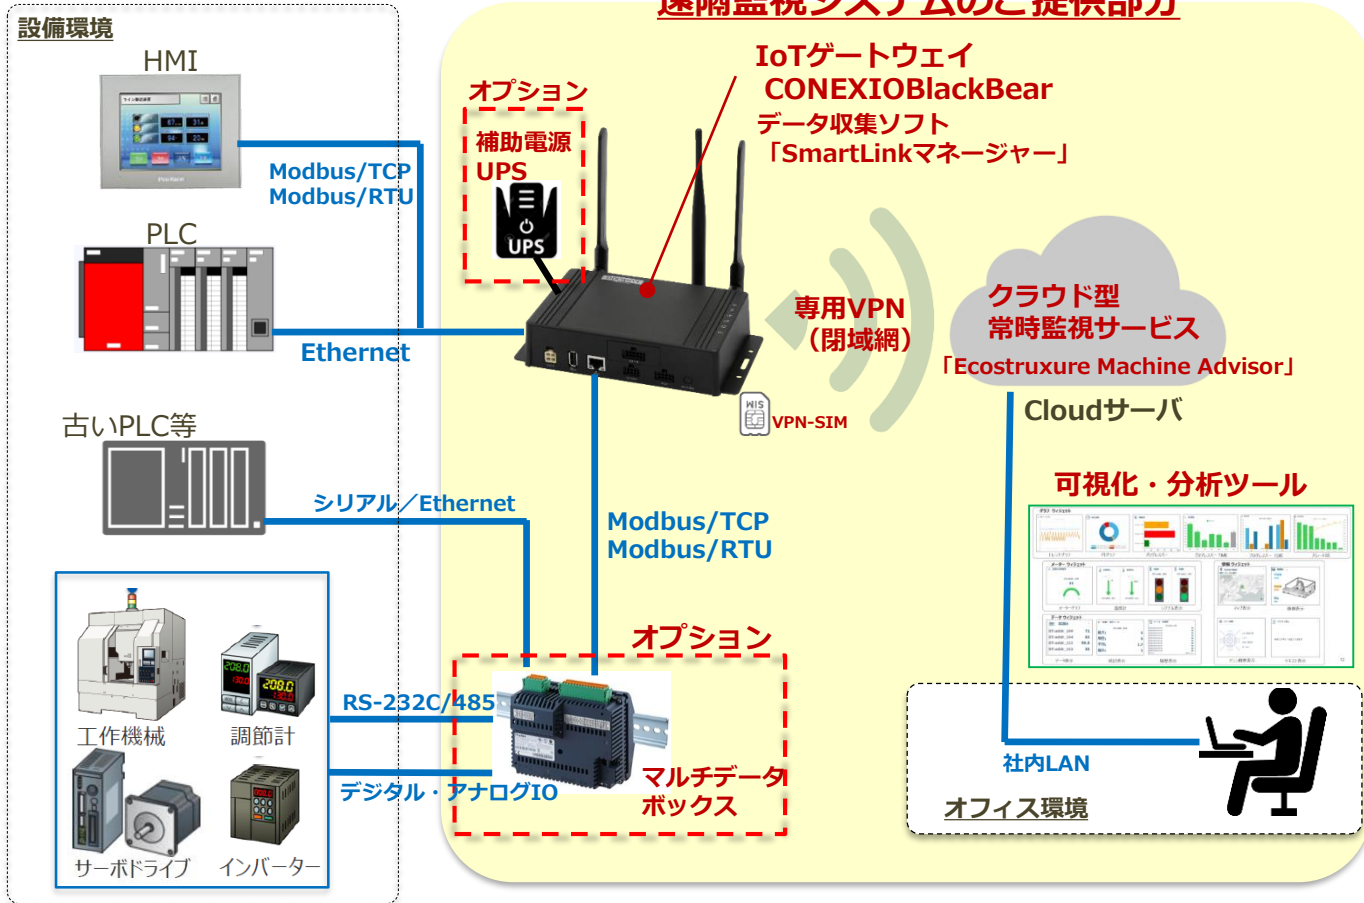 遠隔監視システムのご提供部分
設備環境
HMI
Modbus/TCP
Modbus/RTU
PLC
Ethernet
古いPLC等
シリアル／Ethernet
工作機械
調節計
サーボドライブ
インバーター
RS-232C/485
デジタル・アナログIO
オプション
補助電源
UPS
UPS
IoTゲートウェイ
CONEXIOBlackBear
データ収集ソフト
「SmartLinkマネージャー」
専用VPN
（閉域網）
SIM
VPN-SIM
Modbus/TCP
Modbus/RTU
オプション
マルチデータ
ボックス
クラウド型
常時監視サービス
「Ecostruxure Machine Advisor」
Cloudサーバ
可視化・分析ツール
社内LAN
オフィス環境